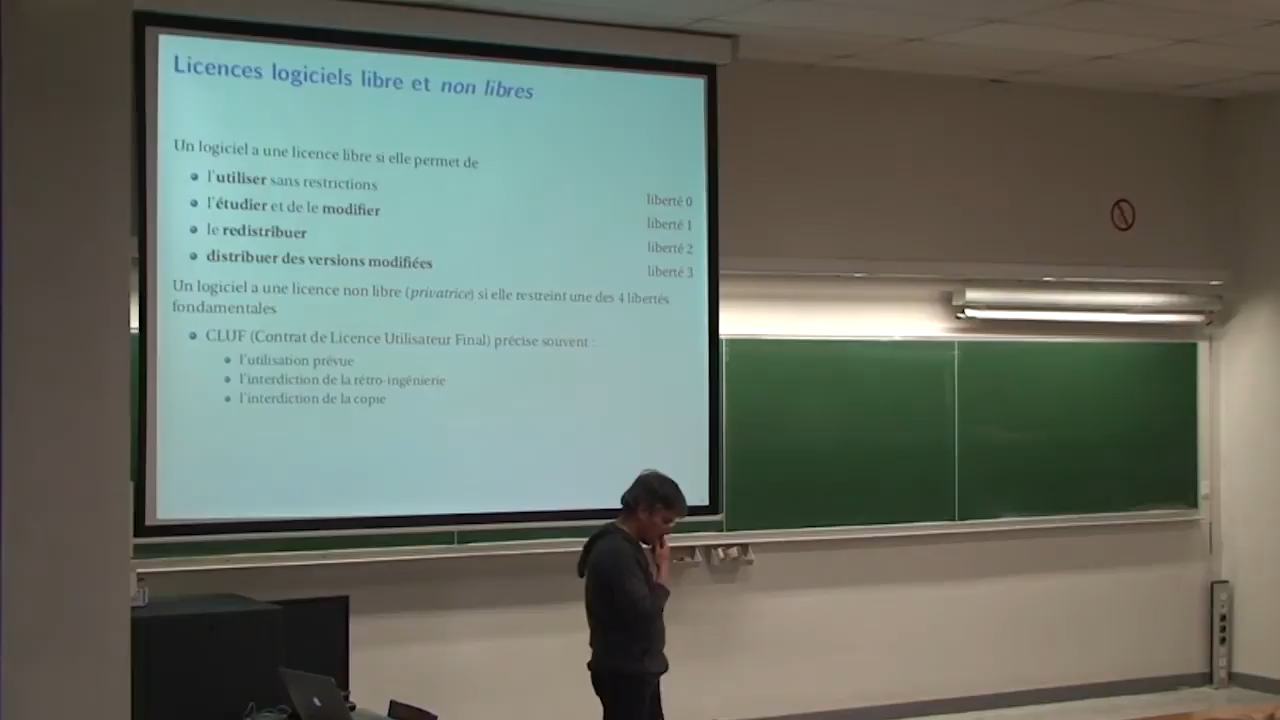 Licences logiciels libre et non libres
Un logiciel a une licence libre si elle permet de
l'utiliser sans restrictions
liberté 0
l'étudier et de le modifier
liberté 1
le redistribuer
liberté 2
distribuer des versions modifiées
liberté 3
Un logiciel a une licence non libre (privatrice) si elle restreint une des 4 libertés
fondamentales
CLUF (Contrat de Licence Utilisateur Final) précise souvent :
l'utilisation prévue
l'interdiction de la rétro-ingénierie
l'interdiction de la copie